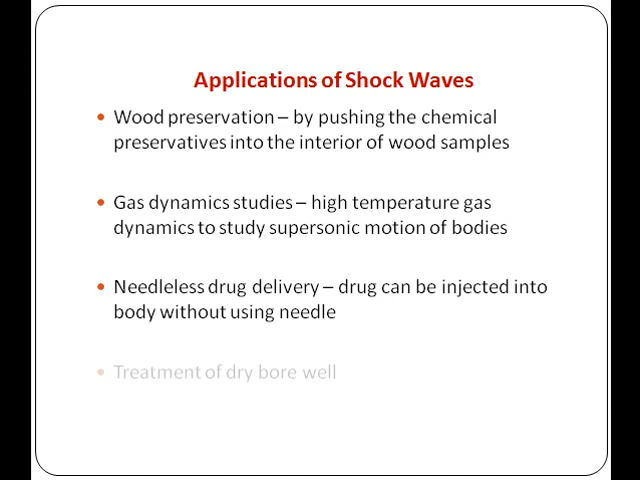 Applications of Shock Waves
• Wood preservation – by pushing the chemical
preservatives into the interior of wood samples
• Gas dynamics studies – high temperature gas
dynamics to study supersonic motion of bodies
• Needleless drug delivery – drug can be injected into
body without using needle
• Treatment of dry bore well